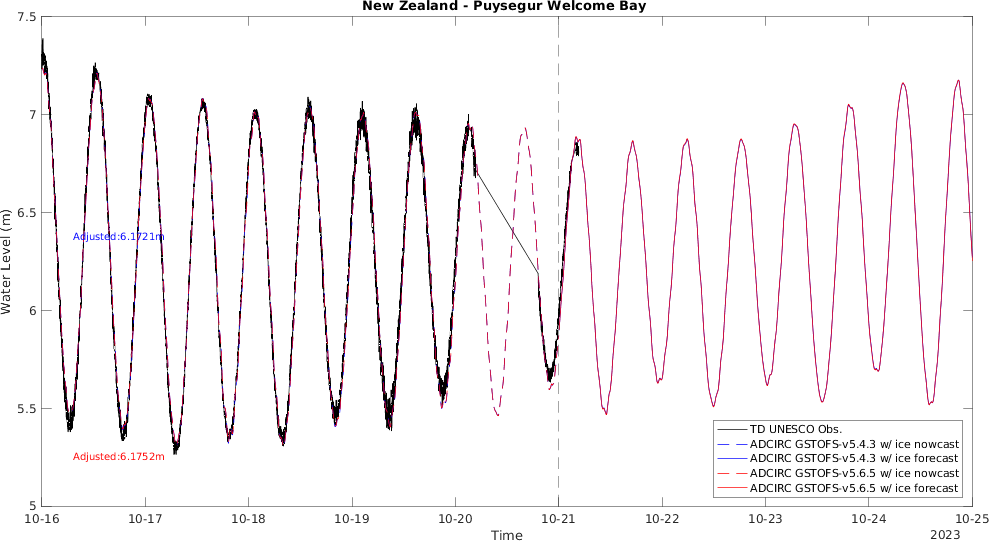 New Zealand - Puysegur Welcome Bay
7.5
7
6.5
6
5.5
5
Water Level (m)
Adjusted:6.1721m
Adjusted:6.1752m
TD UNESCO Obs.
ADCIRC GSTOFS-v5.4.3 w/ ice nowcast
ADCIRC GSTOFS-v5.4.3 w/ ice forecast
ADCIRC GSTOFS-v5.6.5 w/ ice nowcast
ADCIRC GSTOFS-v5.6.5 w/ ice forecast
10-16 10-17 10-18 10-19 10-20 10-21 10-22 10-23 10-24 10-25
Time
2023